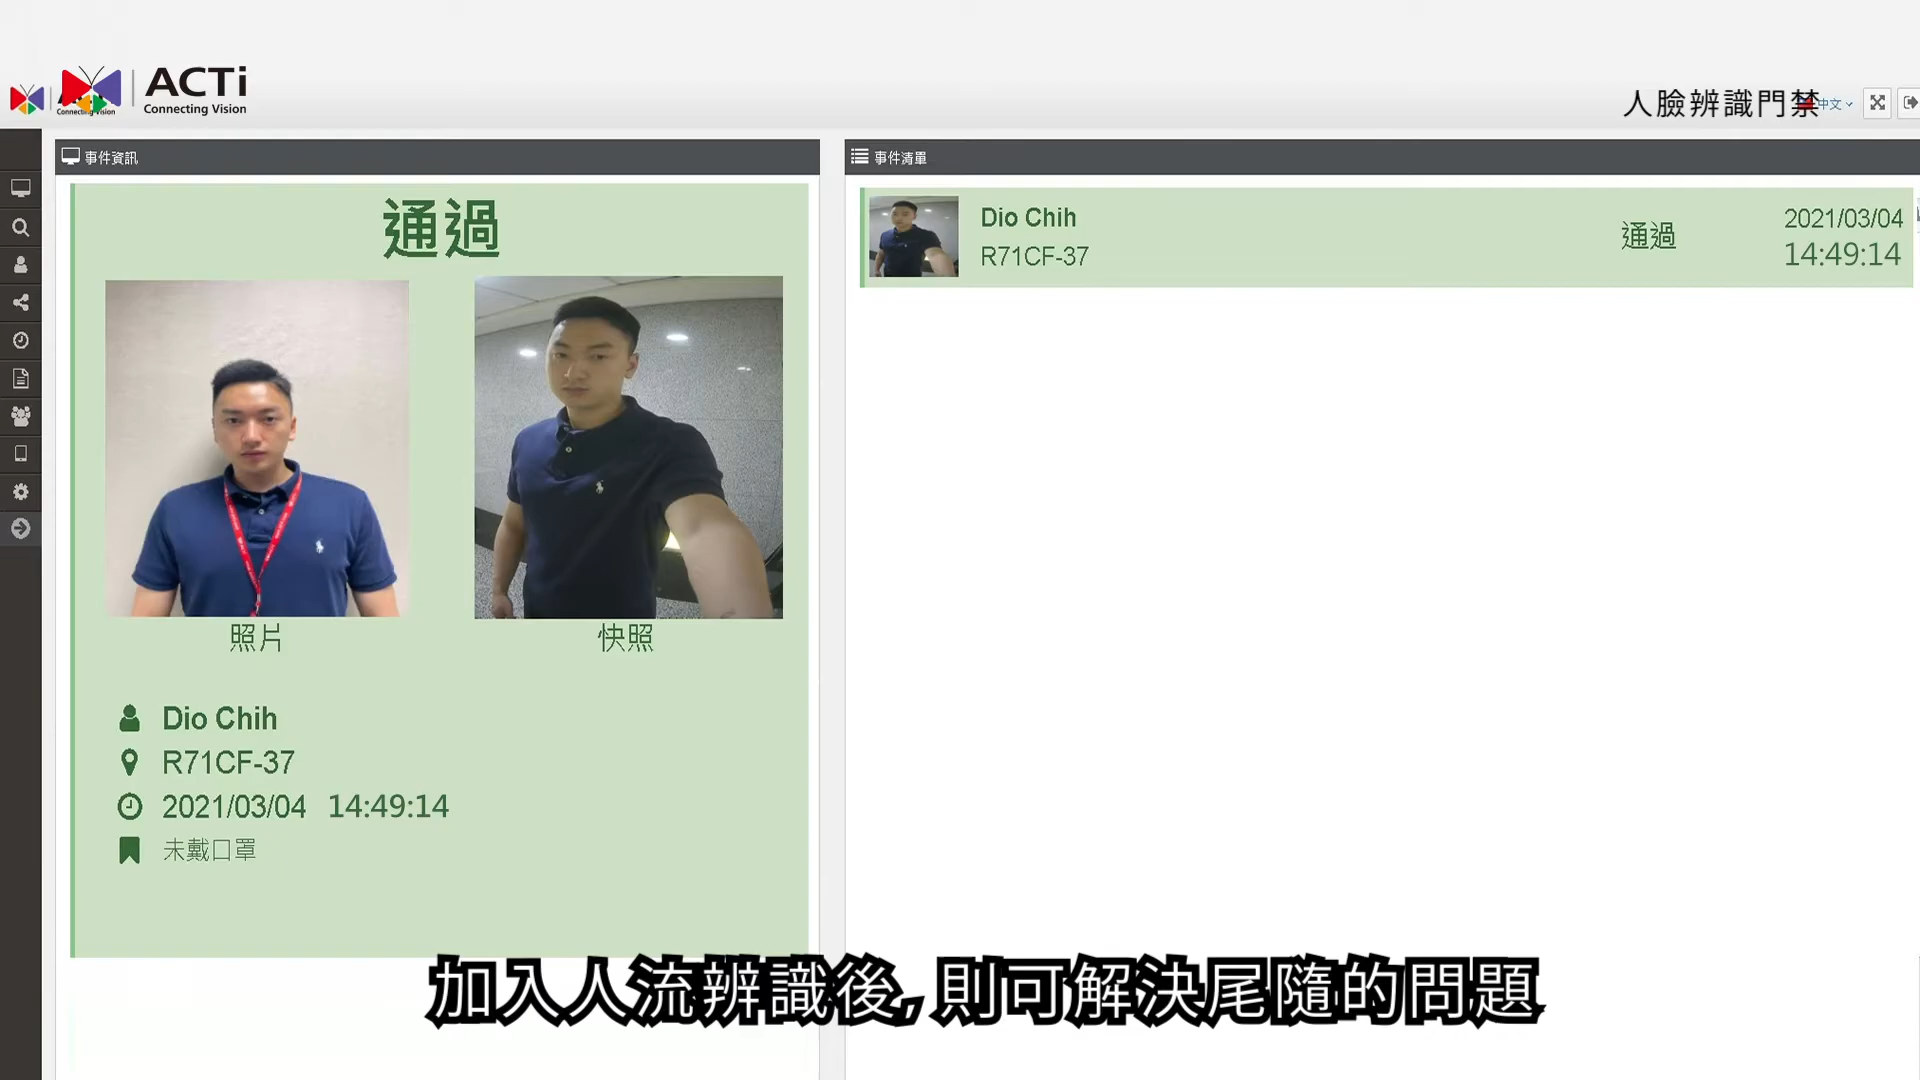 ACTi
Connecting Vision
Connecting Vision
人臉辨識門禁
中文
事件資訊
通過
照片
快照
Dio Chih
R71CF-37
2021/03/04 14:49:14
未戴口罩
事件清單
Dio Chih
R71CF-37
通過
2021/03/04
14:49:14
加入人流辨識後, 則可解決尾隨的問題